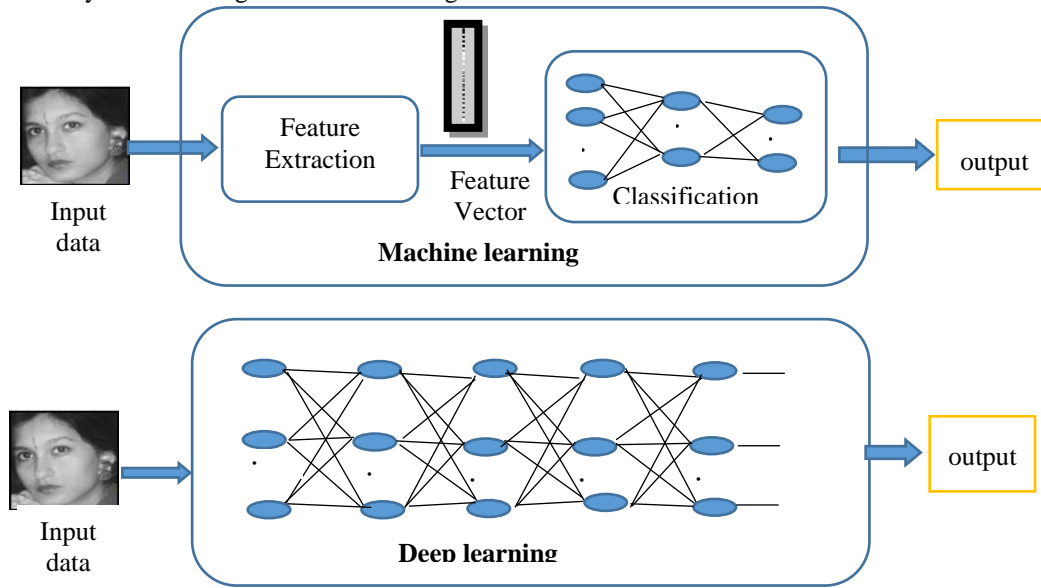 Feature
Extraction
Feature
Vector
Classification
output
Input
data
Machine learning
output
Input
data
Deep learning